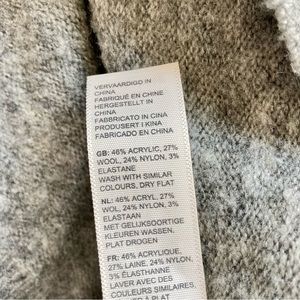 VERVAARDIGD IN
CHINA
FABRIQUÉ EN CHINE
HERGESTELLT IN
CHINA
FABBRICATO IN CINA
PRODUSERT I KINA
FABRICADO EN CHINA
GB: 46% ACRYLIC, 27%
WOOL, 24% NYLON, 3%
ELASTANE
WASH WITH SIMILAR
COLOURS, DRY FLAT
NL: 46% ACRYL, 27%
WOL, 24% NYLON, 3%
ELASTAAN
MET GELIJKSOORTIGE
KLEUREN WASSEN,
PLAT DROGEN
FR: 46% ACRYLIQUE,
27% LAINE, 24% NYLON,
3% ÉLASTHANNE
LAVER AVEC DES
COULEURS SIMILAIRES,